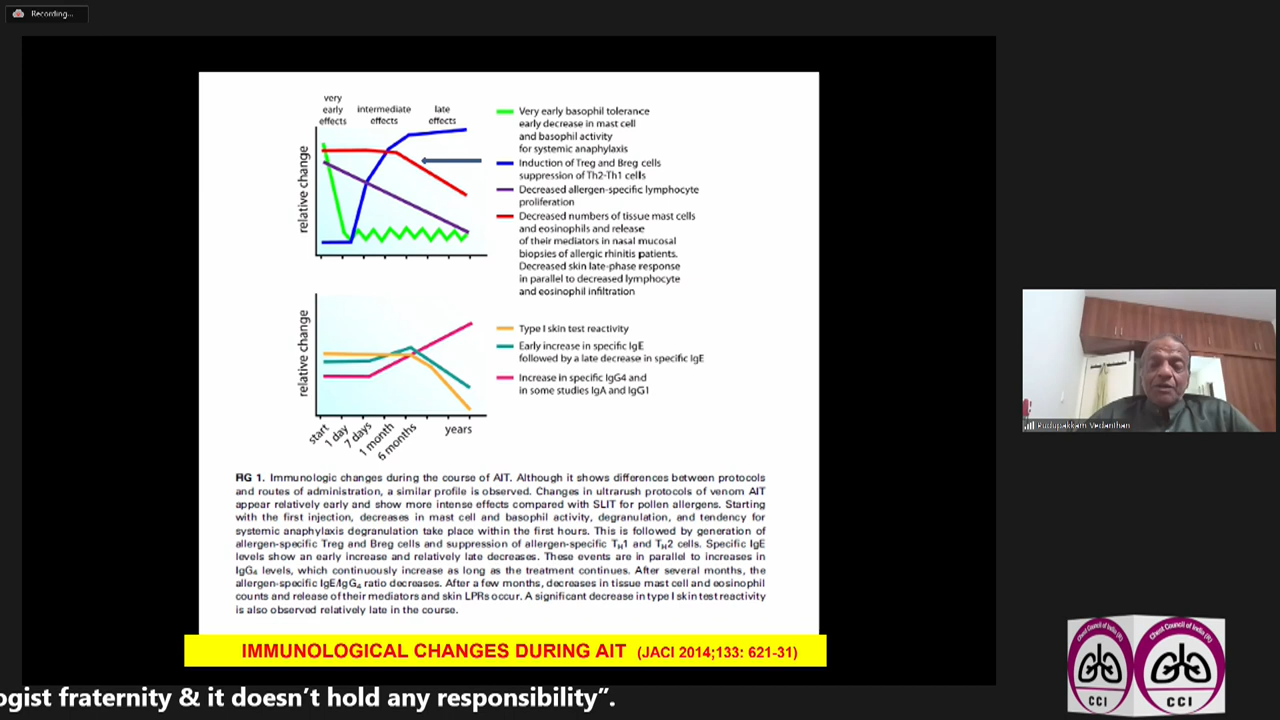 Recording...
very
early
effects
intermediate
effects
late
effects
relative change
Very early basophil tolerance
early decrease in mast cell
and basophil activity
for systemic anaphylaxis
Induction of Treg and Breg cells
suppression of Th2-Th1 cells
Decreased allergen-specific lymphocyte
proliferation
Decreased numbers of tissue mast cells
and eosinophils and release
of their mediators in nasal mucosal
biopsies of allergic rhinitis patients.
Decreased skin late-phase response
in parallel to decreased lymphocyte
and eosinophil infiltration
relative change
Type I skin test reactivity
Early increase in specific IgE
followed by a late decrease in specific IgE
Increase in specific IgG4 and
in some studies IgA and IgG1
start
1 day
7 days
1 month
6 months
years
FIG 1. Immunologic changes during the course of AIT. Although it shows differences between protocols
and routes of administration, a similar profile is observed. Changes in ultrarush protocols of venom AIT
appear relatively early and show more intense effects compared with SLIT for pollen allergens. Starting
with the first injection, decreases in mast cell and basophil activity, degranulation, and tendency for
systemic anaphylaxis degranulation take place within the first hours. This is followed by generation of
allergen-specific Treg and Breg cells and suppression of allergen-specific TH1 and TH2 cells. Specific IgE
levels show an early increase and relatively late decreases. These events are in parallel to increases in
IgG4 levels, which continuously increase as long as the treatment continues. After several months, the
allergen-specific IgE/IgG4 ratio decreases. After a few months, decreases in tissue mast cell and eosinophil
counts and release of their mediators and skin LPRs occur. A significant decrease in type I skin test reactivity
is also observed relatively late in the course.
IMMUNOLOGICAL CHANGES DURING AIT (JACI 2014;133: 621-31)
Pudupakkam Vedanthan
Chest Council of India (R)
CCI
Chest Council of India (R)
CCI
ogist fraternity & it doesn't hold any responsibility”.